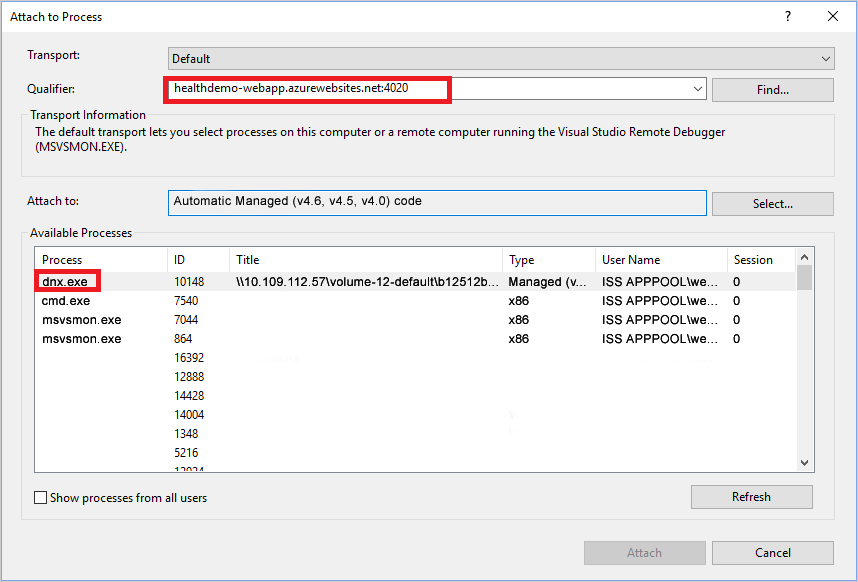 Attach to Process ?
Transport: Default
Qualifier: healthdemo-webapp.azurewebsites.net:4020 Find...
Transport Information
The default transport lets you select processes on this computer or a remote computer running the Visual Studio Remote Debugger
(MSVSMON.EXE).
Attach to: Automatic Managed (v4.6, v4.5, v4.0) code Select...
Available Processes
Process ID Title Type User Name Session
dnx.exe 10148 \\10.109.112.57\volume-12-default\b12512b... Managed (v... ISS APPPOOL\we... 0
cmd.exe 7540 x86 ISS APPPOOL\we... 0
msvsmon.exe 7044 x86 ISS APPPOOL\we... 0
msvsmon.exe 864 x86 ISS APPPOOL\we... 0
16392
12888
14428
14004
1348
5216
Show processes from all users Refresh
Attach Cancel